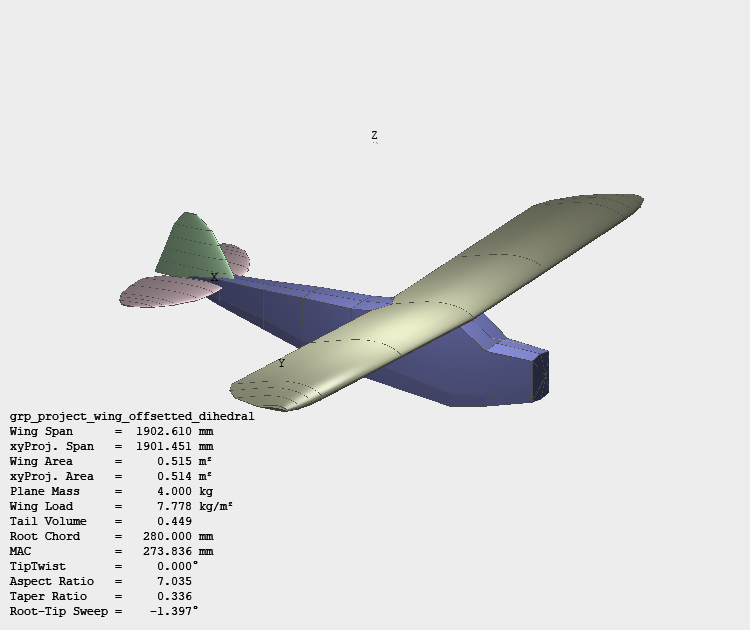 Z
X
Y
grp_project_wing_offsetted_dihedral
Wing Span = 1902.610 mm
xyProj. Span = 1901.451 mm
Wing Area = 0.515 m²
xyProj. Area = 0.514 m²
Plane Mass = 4.000 kg
Wing Load = 7.778 kg/m²
Tail Volume = 0.449
Root Chord = 280.000 mm
MAC = 273.836 mm
TipTwist = 0.000°
Aspect Ratio = 7.035
Taper Ratio = 0.336
Root-Tip Sweep = -1.397°